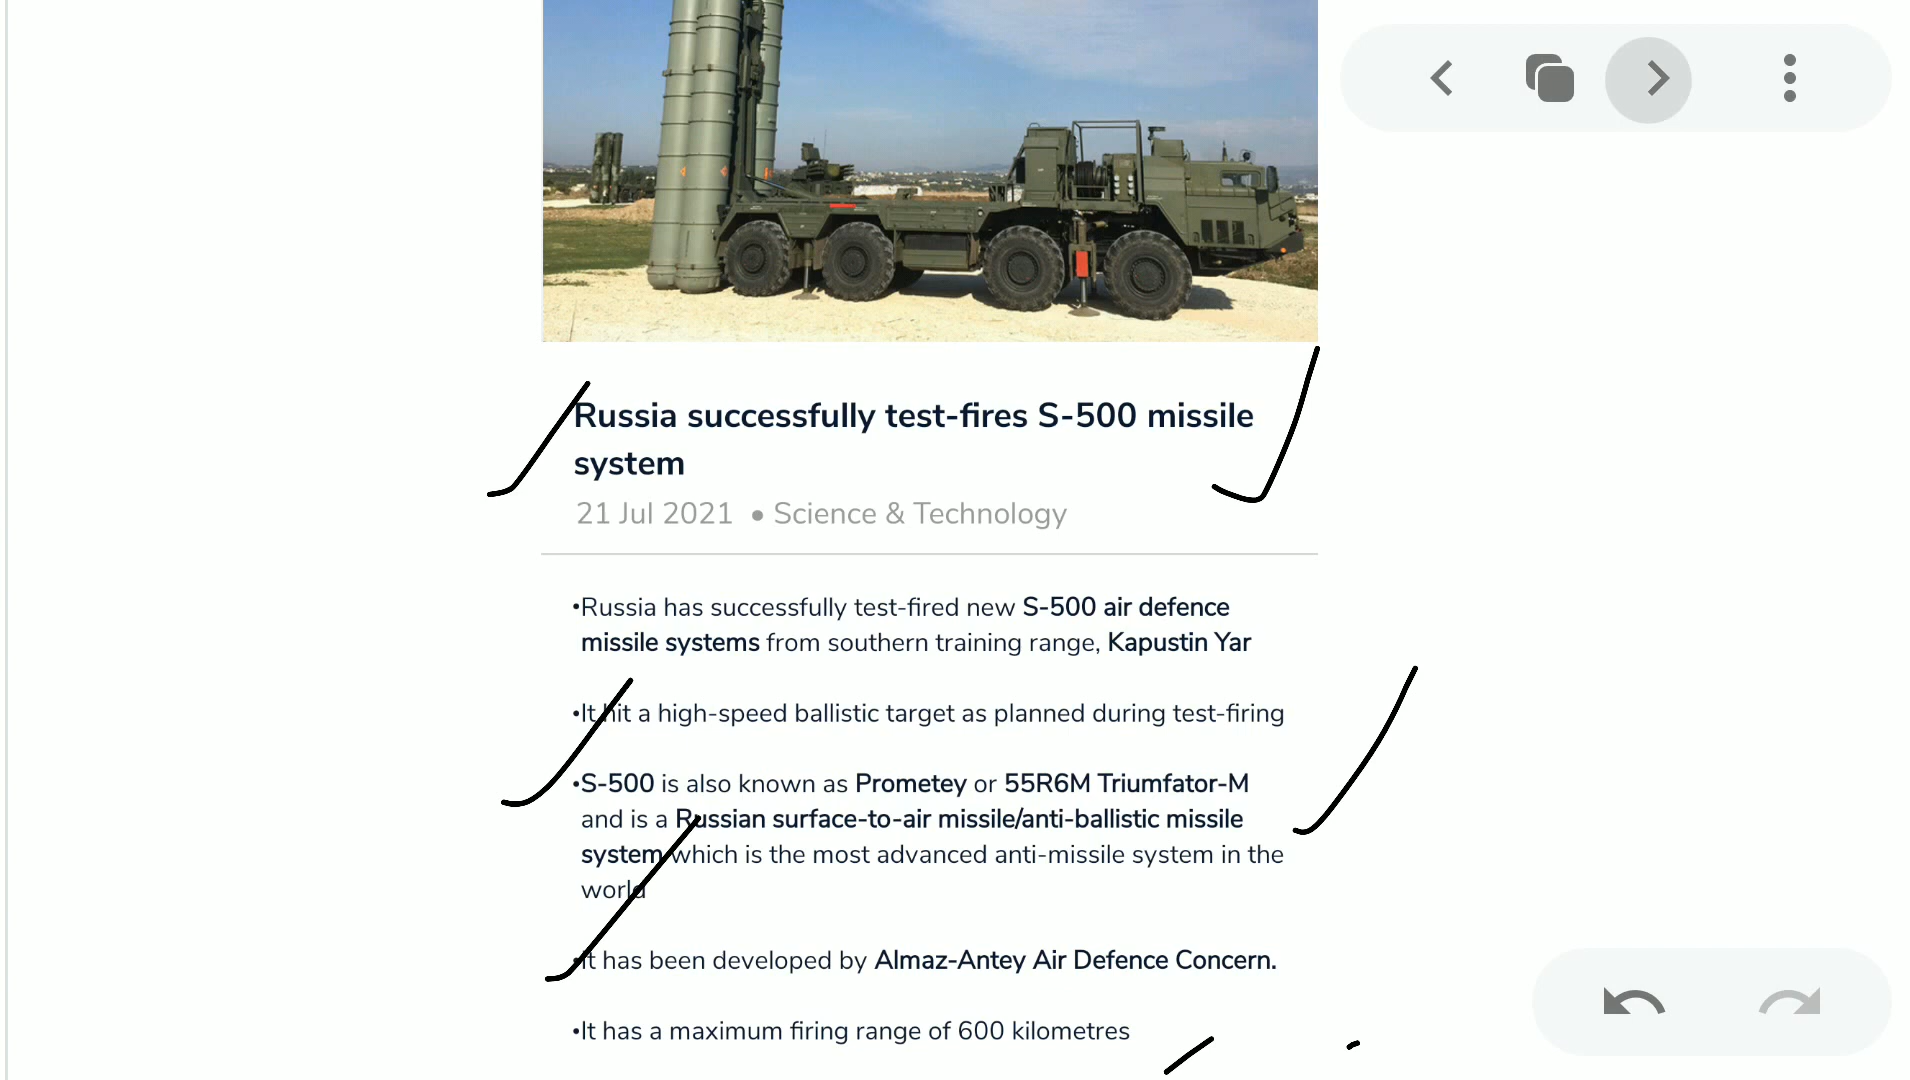 Russia successfully test-fires S-500 missile
system
21 Jul 2021 • Science & Technology
•Russia has successfully test-fired new S-500 air defence
missile systems from southern training range, Kapustin Yar
•It hit a high-speed ballistic target as planned during test-firing
•S-500 is also known as Prometey or 55R6M Triumfator-M
and is a Russian surface-to-air missile/anti-ballistic missile
system which is the most advanced anti-missile system in the
world
•It has been developed by Almaz-Antey Air Defence Concern.
•It has a maximum firing range of 600 kilometres